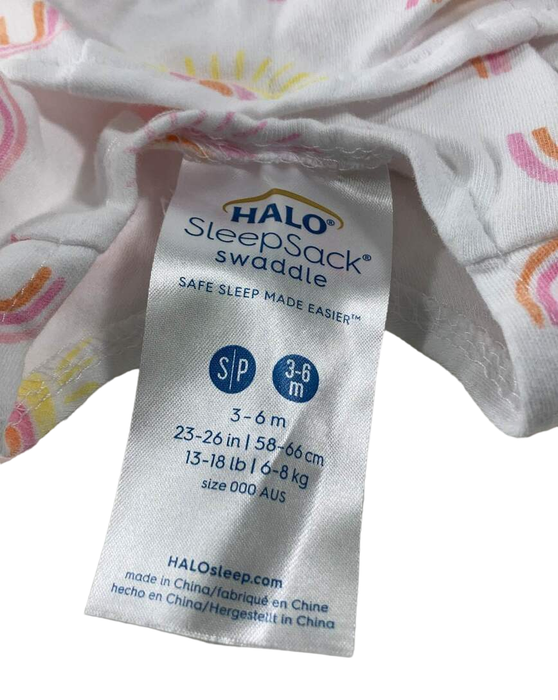 HALO®
SleepSack®
swaddle
SAFE SLEEP MADE EASIER™
S|P 3-6 m
3-6 m
23-26 in | 58-66 cm
13-18 lb | 6-8 kg
size 000 AUS
HALOsleep.com
made in China/fabriqué en Chine
hecho en China/Hergestellt in China